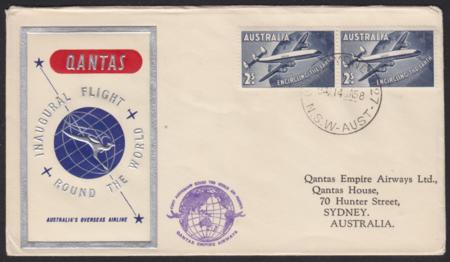 QANTAS
INAUGURAL FLIGHT
ROUND THE WORLD
AUSTRALIA'S OVERSEAS AIRLINE
AUSTRALIA
2/-
ENCIRCLING THE EARTH
AUSTRALIA
2/-
ENCIRCLING THE EARTH
N.S.W-AUST
QANTAS EMPIRE AIRWAYS
Qantas Empire Airways Ltd.,
Qantas House,
70 Hunter Street,
SYDNEY.
AUSTRALIA.